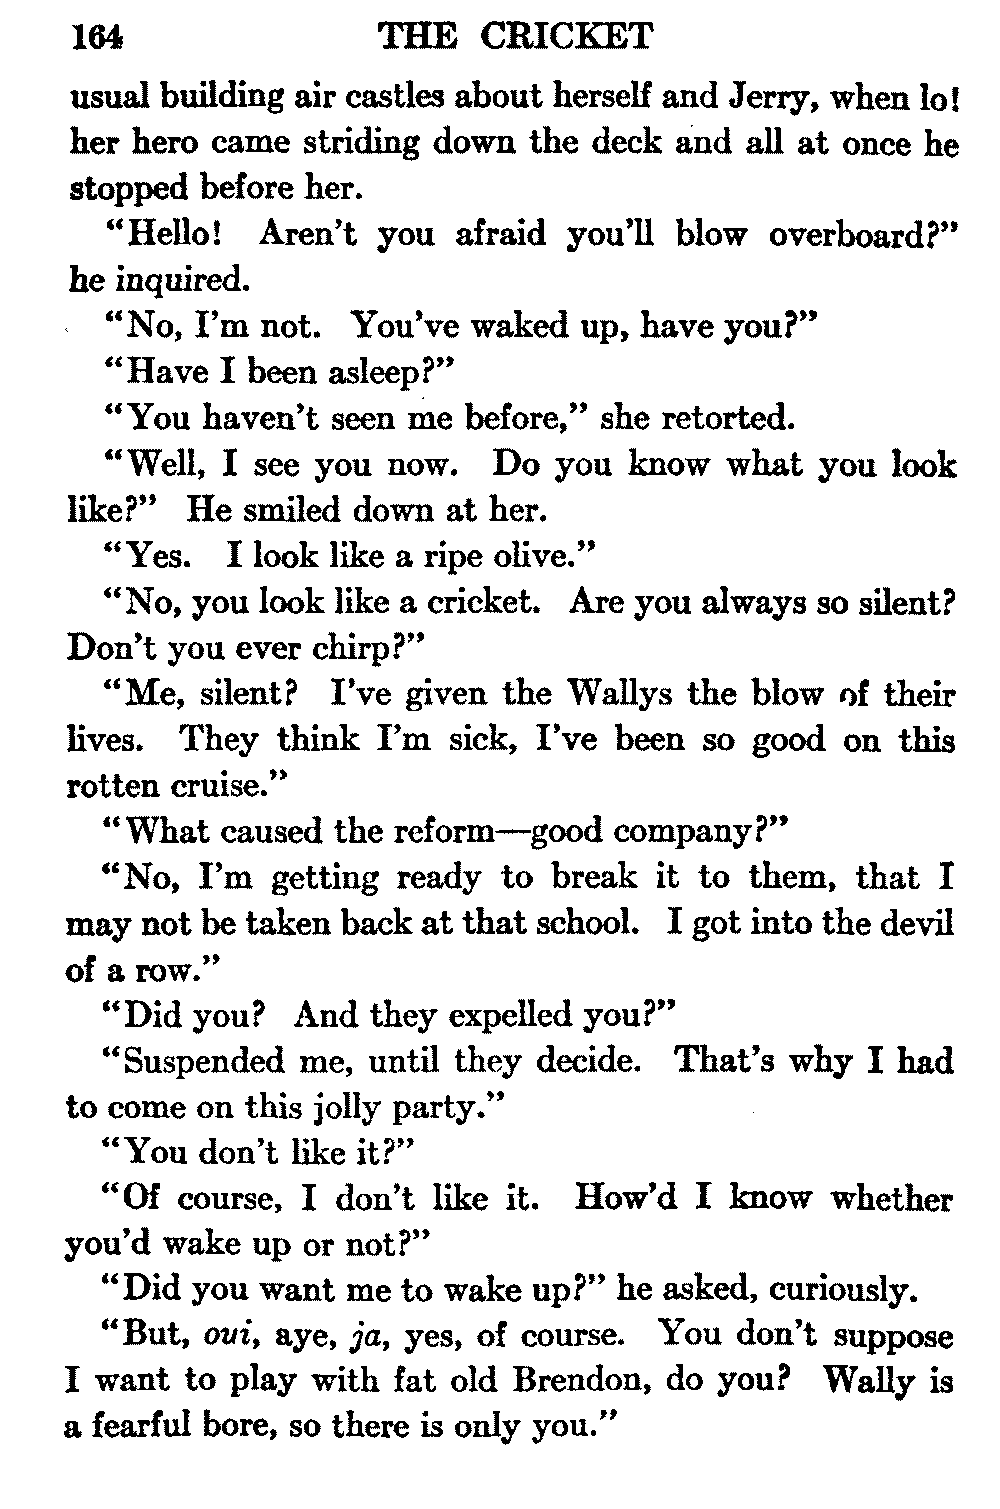 164 THE CRICKET
usual building air castles about herself and Jerry, when lo!
her hero came striding down the deck and all at once he
stopped before her.
"Hello! Aren't you afraid you'll blow overboard?"
he inquired.
"No, I'm not. You've waked up, have you?"
"Have I been asleep?"
"You haven't seen me before," she retorted.
"Well, I see you now. Do you know what you look
like?" He smiled down at her.
"Yes. I look like a ripe olive."
"No, you look like a cricket. Are you always so silent?
Don't you ever chirp?"
"Me, silent? I've given the Wallys the blow of their
lives. They think I'm sick, I've been so good on this
rotten cruise."
"What caused the reform—good company?"
"No, I'm getting ready to break it to them, that I
may not be taken back at that school. I got into the devil
of a row."
"Did you? And they expelled you?"
"Suspended me, until they decide. That's why I had
to come on this jolly party."
"You don't like it?"
"Of course, I don't like it. How'd I know whether
you'd wake up or not?"
"Did you want me to wake up?" he asked, curiously.
"But, oui, aye, ja, yes, of course. You don't suppose
I want to play with fat old Brendon, do you? Wally is
a fearful bore, so there is only you."